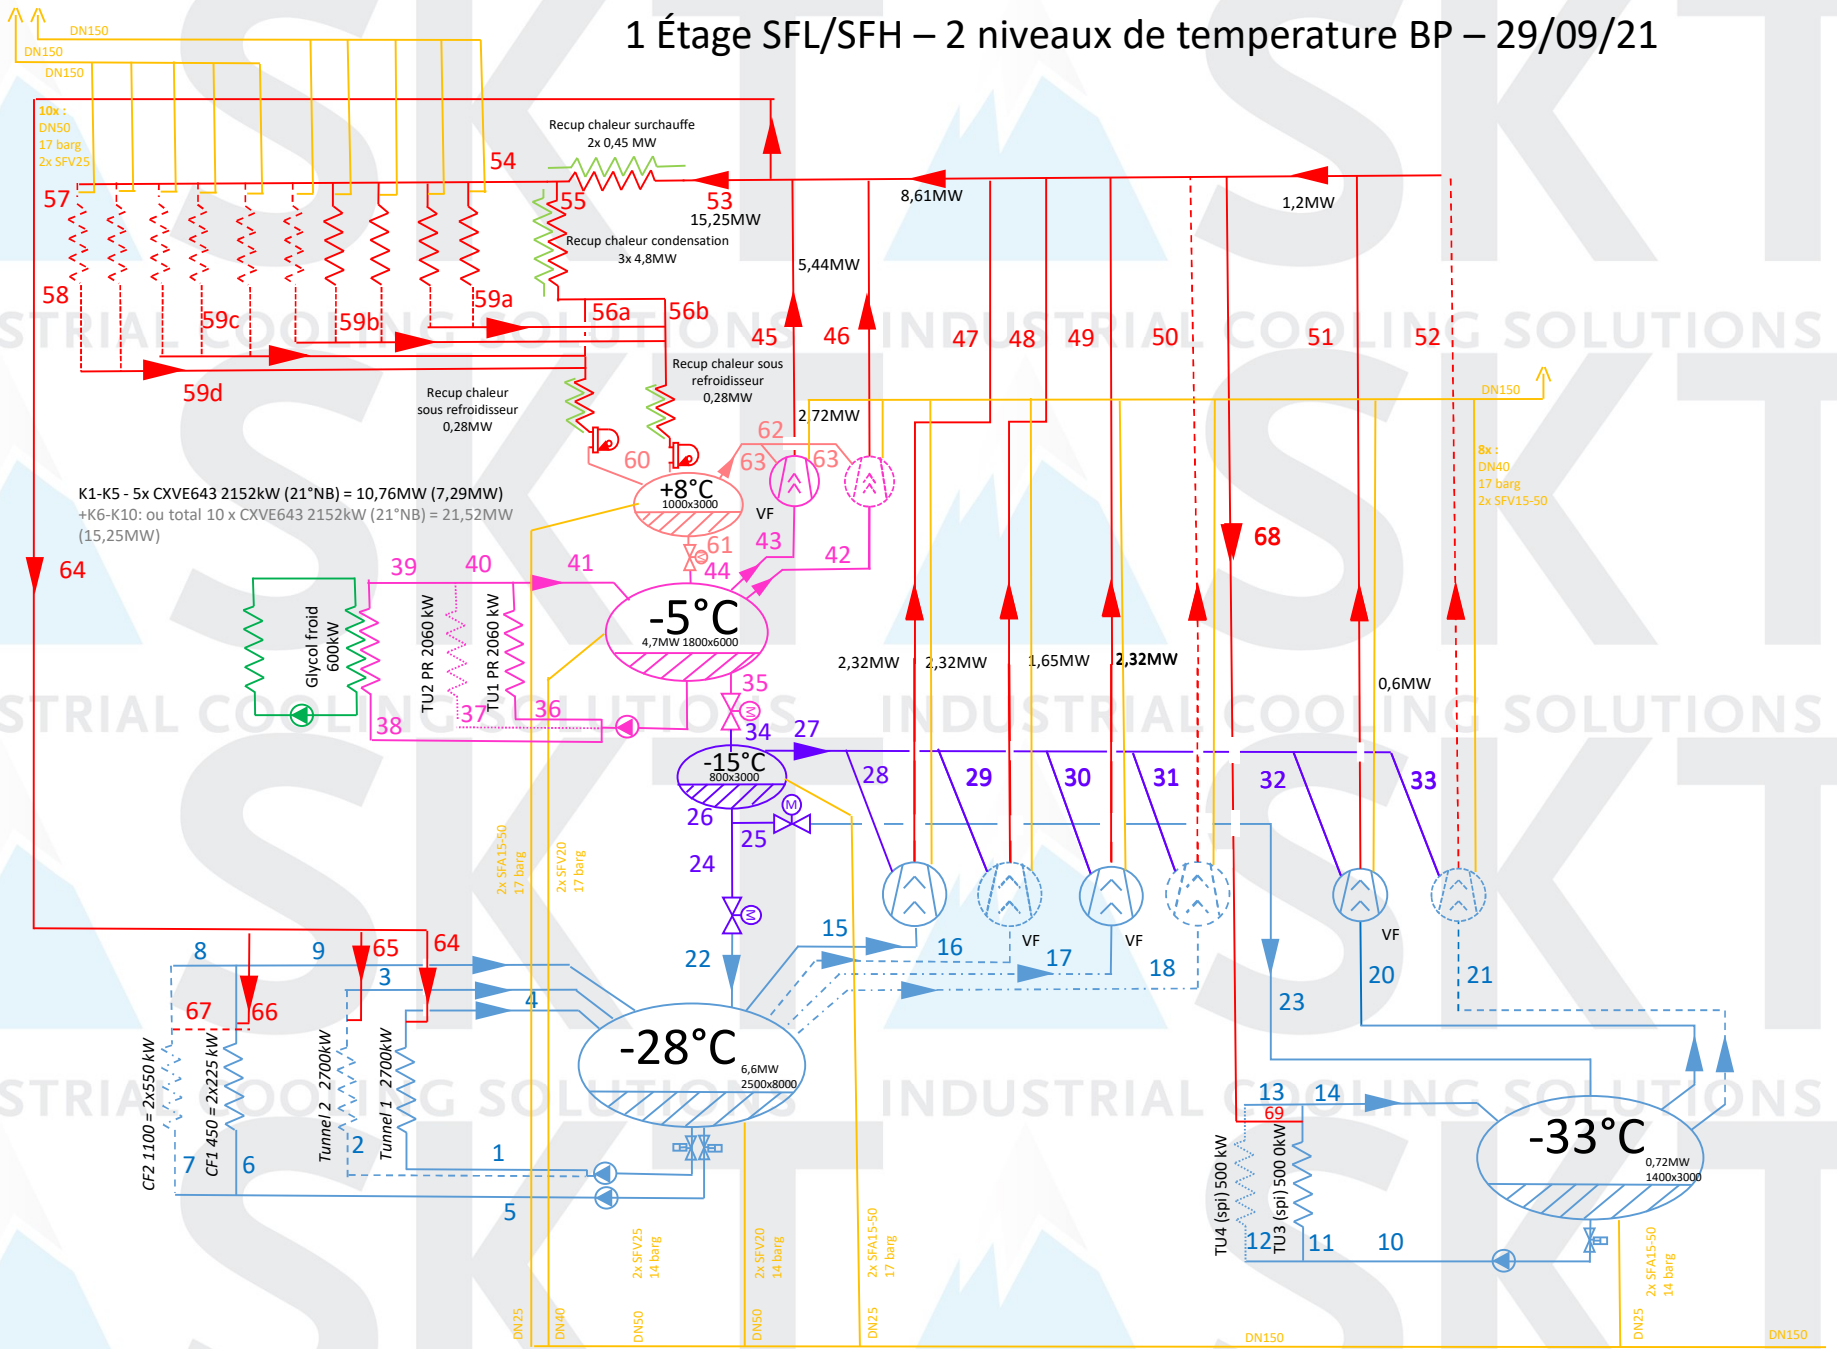 1 Étage SFL/SFH – 2 niveaux de temperature BP – 29/09/21
DN150
DN150
DN150
10x :
DN50
17 barg
2x SFV25
Recup chaleur surchauffe
2x 0,45 MW
54
57
55
53
15,25MW
8,61MW
1,2MW
Recup chaleur condensation
3x 4,8MW
5,44MW
58
59c
59b
59a
56a
56b
45
46
47
48
49
50
51
52
59d
Recup chaleur
sous refroidisseur
0,28MW
Recup chaleur sous
refroidisseur
0,28MW
2,72MW
DN150
62
60
63
63
8x :
DN40
17 barg
2x SFV15-50
K1-K5 - 5x CXVE643 2152kW (21°NB) = 10,76MW (7,29MW)
+K6-K10: ou total 10 x CXVE643 2152kW (21°NB) = 21,52MW
(15,25MW)
+8°C
1000x3000
VF
M
61
43
42
44
68
64
39
40
41
Glycol froid
600kW
TU2 PR 2060 kW
TU1 PR 2060 kW
-5°C
4,7MW 1800x6000
2,32MW
2,32MW
1,65MW
2,32MW
0,6MW
35
M
37
36
38
34
27
-15°C
800x3000
28
29
30
31
32
33
26
M
25
24
M
2x SFA15-50
17 barg
2x SFV20
17 barg
15
16
17
18
VF
VF
VF
20
21
22
23
8
9
65
64
3
4
67
66
CF2 1100 = 2x550 kW
CF1 450 = 2x225 kW
Tunnel 2 2700kW
Tunnel 1 2700kW
-28°C
6,6MW
2500x8000
7
6
2
1
5
13
14
69
TU4 (spi) 500 kW
TU3 (spi) 500 0kW
-33°C
0,72MW
1400x3000
12
11
10
2x SFV25
14 barg
2x SFV20
14 barg
2x SFA15-50
17 barg
2x SFA15-50
14 barg
DN25
DN40
DN50
DN50
DN25
DN150
DN25
DN150
SKT
INDUSTRIAL COOLING SOLUTIONS